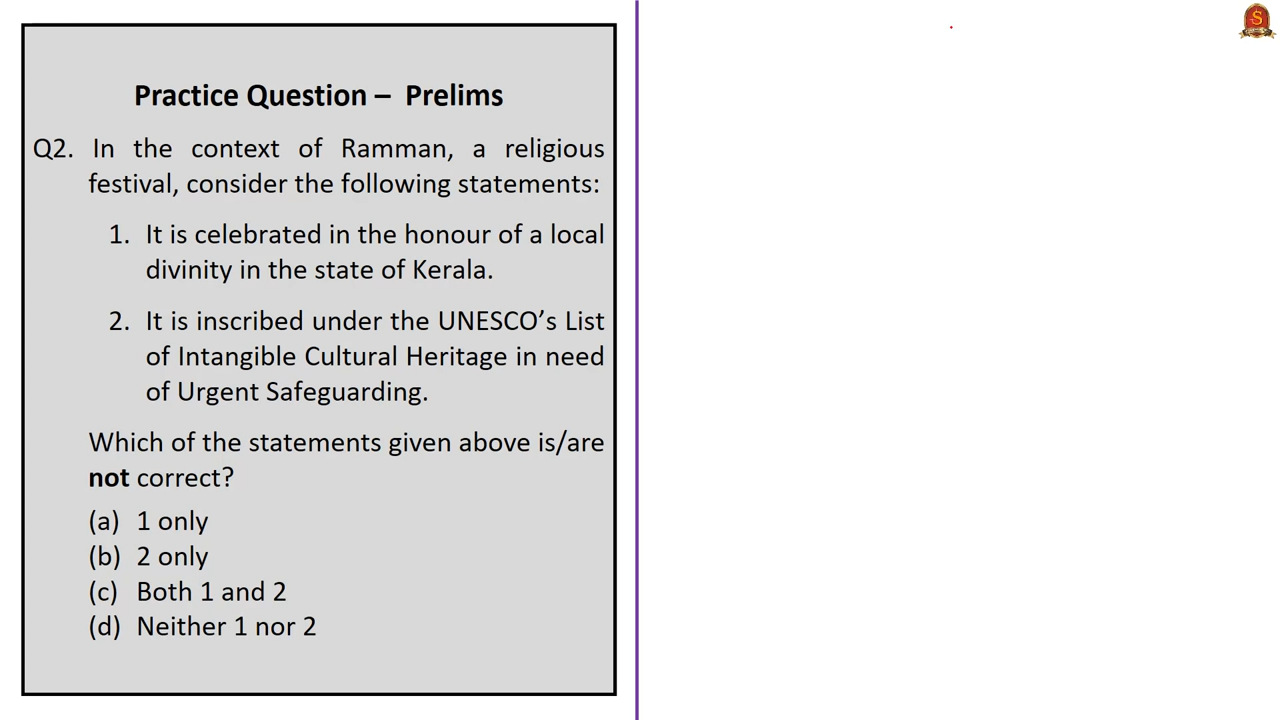 Practice Question – Prelims
Q2. In the context of Ramman, a religious
festival, consider the following statements:
1. It is celebrated in the honour of a local
divinity in the state of Kerala.
2. It is inscribed under the UNESCO’s List
of Intangible Cultural Heritage in need
of Urgent Safeguarding.
Which of the statements given above is/are
not correct?
(a) 1 only
(b) 2 only
(c) Both 1 and 2
(d) Neither 1 nor 2
S